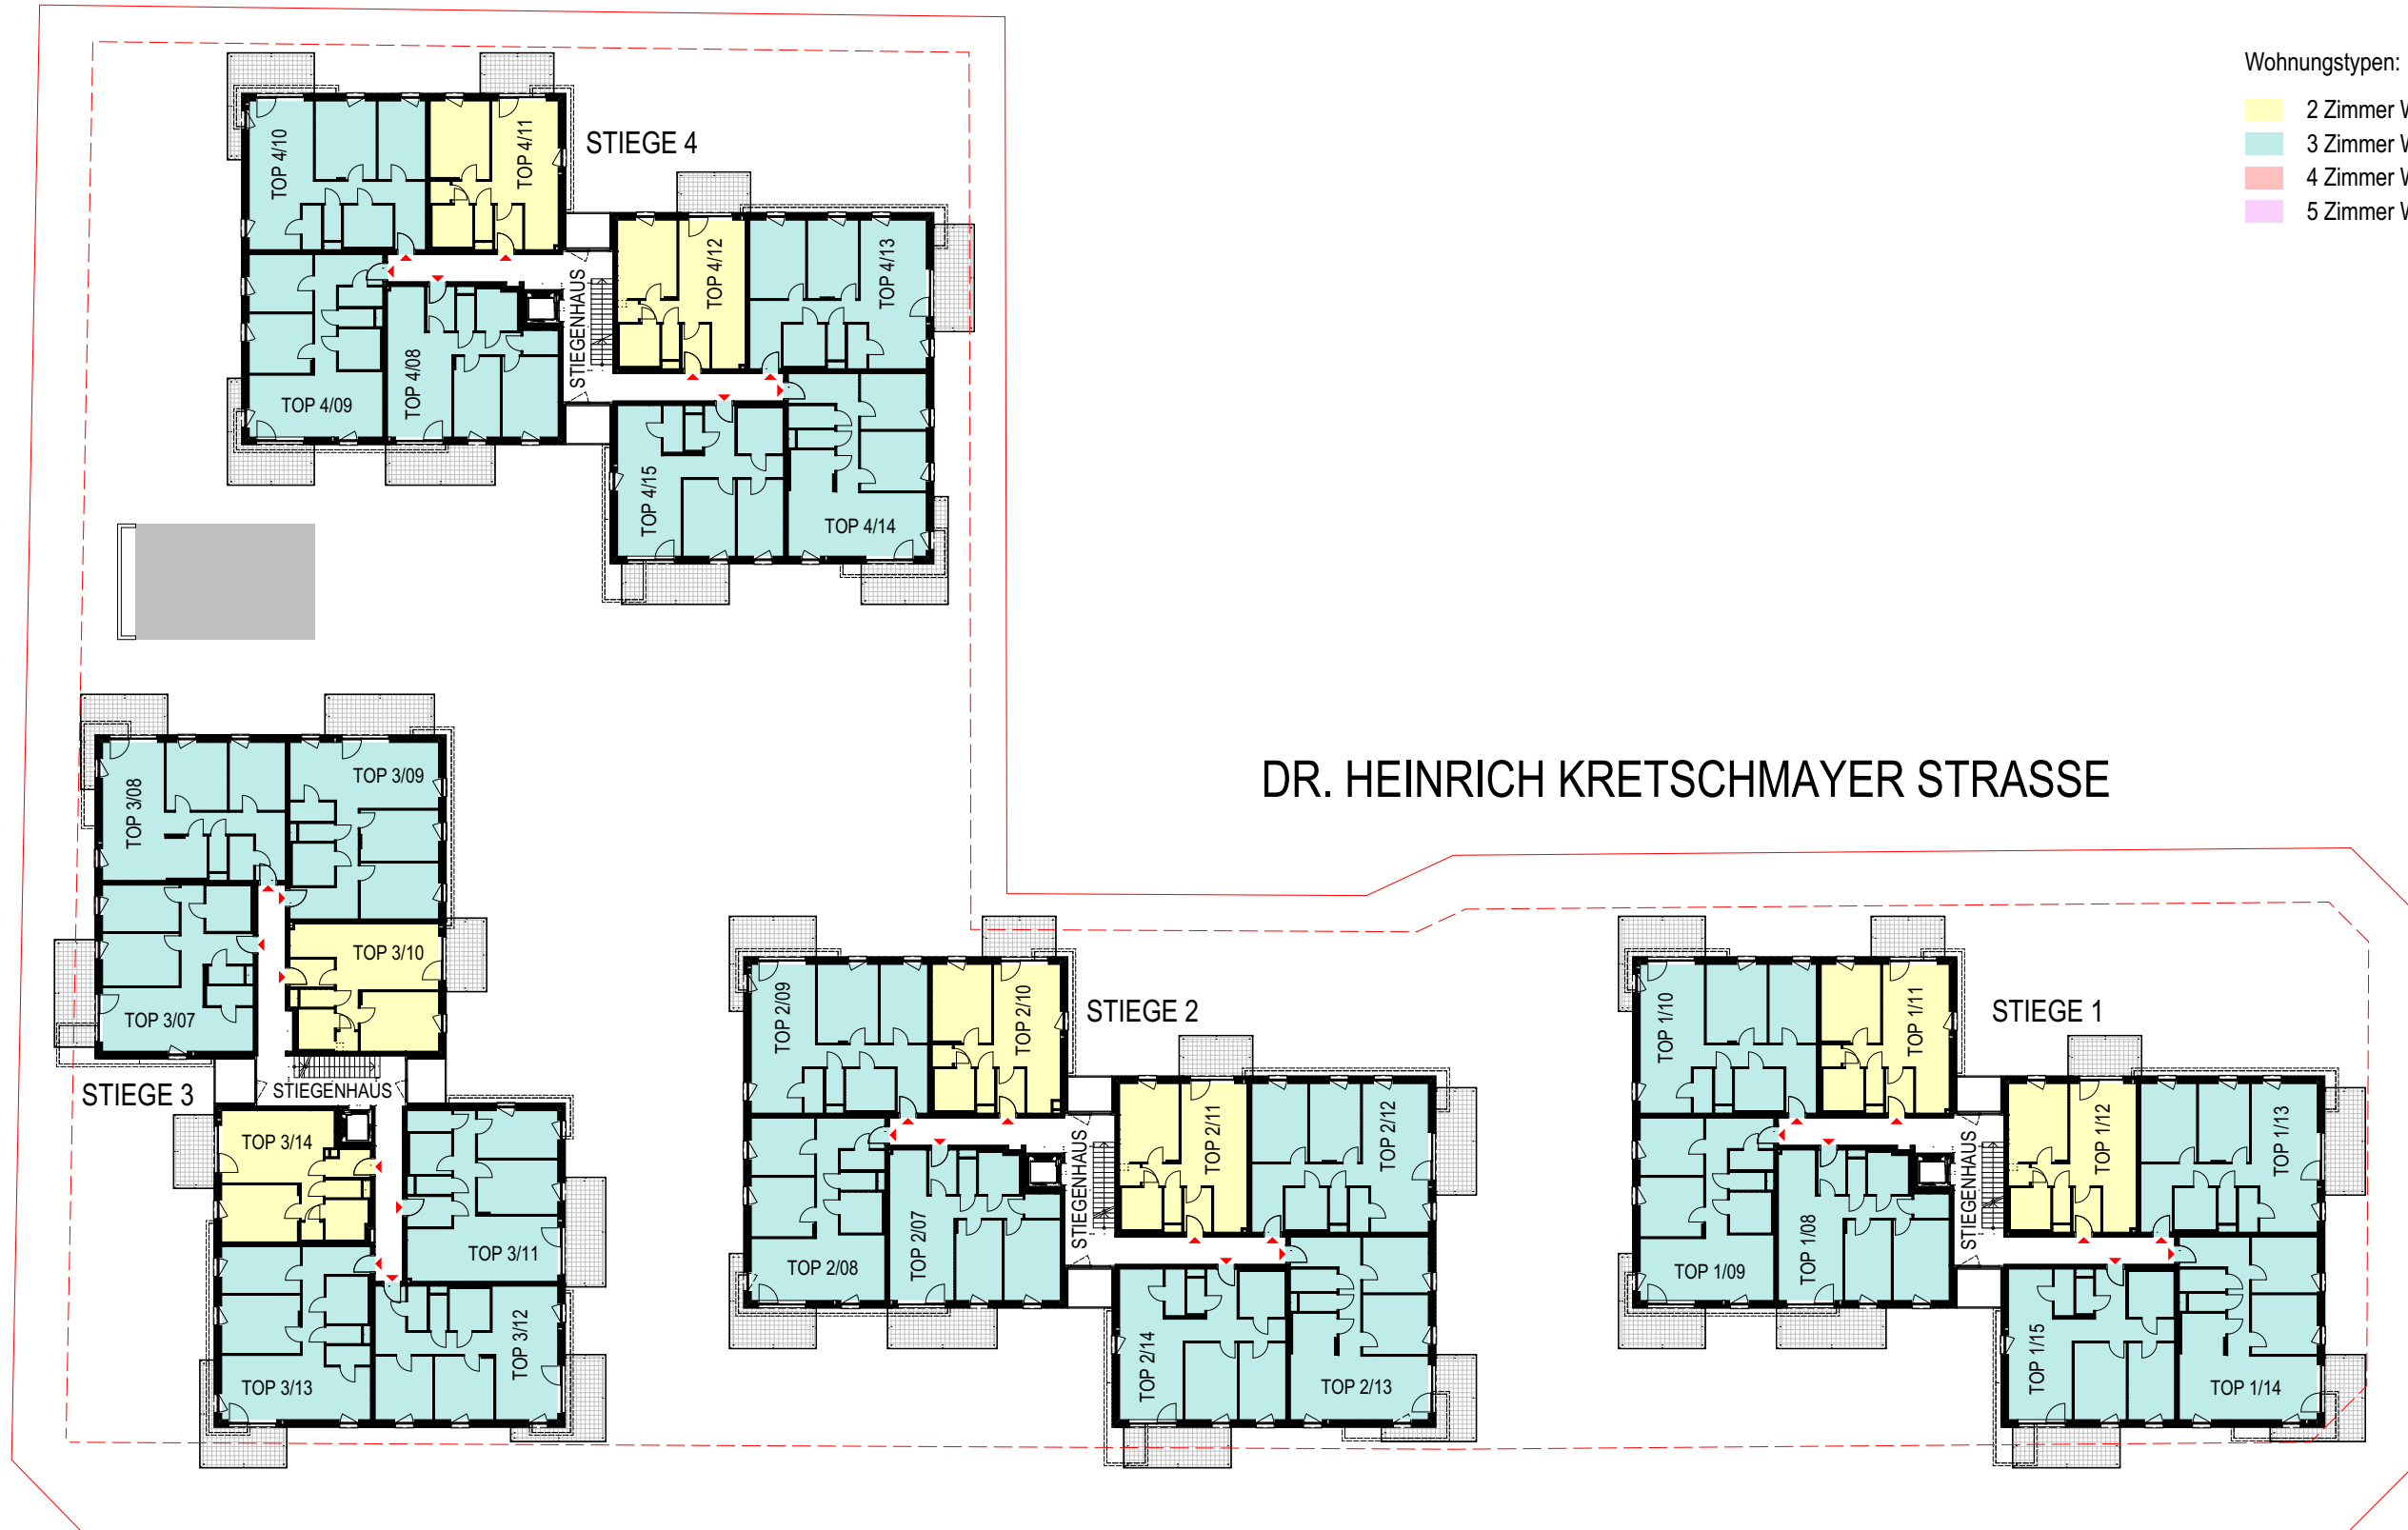 Wohnungstypen:
2 Zimmer W
3 Zimmer W
4 Zimmer W
5 Zimmer W
STIEGE 4
TOP 4/10
TOP 4/11
TOP 4/12
TOP 4/13
TOP 4/09
TOP 4/08
STIEGENHAUS
TOP 4/15
TOP 4/14
DR. HEINRICH KRETSCHMAYER STRASSE
TOP 3/08
TOP 3/09
TOP 3/10
TOP 3/07
STIEGE 3
STIEGENHAUS
TOP 3/14
TOP 3/11
TOP 3/13
TOP 3/12
STIEGE 2
TOP 2/09
TOP 2/10
TOP 2/11
TOP 2/12
TOP 2/08
TOP 2/07
STIEGENHAUS
TOP 2/14
TOP 2/13
STIEGE 1
TOP 1/10
TOP 1/11
TOP 1/12
TOP 1/13
TOP 1/09
TOP 1/08
STIEGENHAUS
TOP 1/15
TOP 1/14